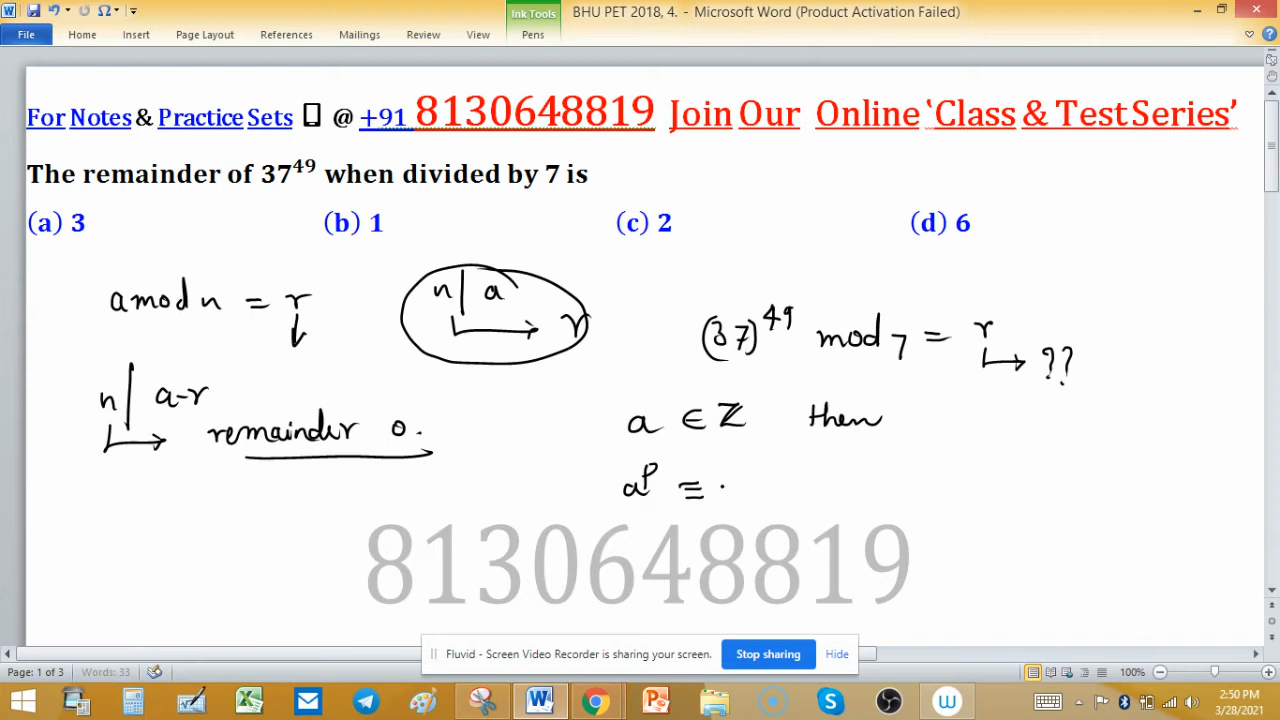 Ink Tools
BHU PET 2018, 4. - Microsoft Word (Product Activation Failed)
File Home Insert Page Layout References Mailings Review View Pens
For Notes & Practice Sets @ +91 8130648819 Join Our Online 'Class & Test Series'
The remainder of 37^49 when divided by 7 is
(a) 3 (b) 1 (c) 2 (d) 6
a mod n = r
n | a
r
(37)^49 mod 7 = r
??
n | a-r
remainder 0.
a ∈ Z then
a^p ≡
8130648819
Fluvid - Screen Video Recorder is sharing your screen. Stop sharing Hide
Page: 1 of 3 Words: 33 100%
2:50 PM
3/28/2021